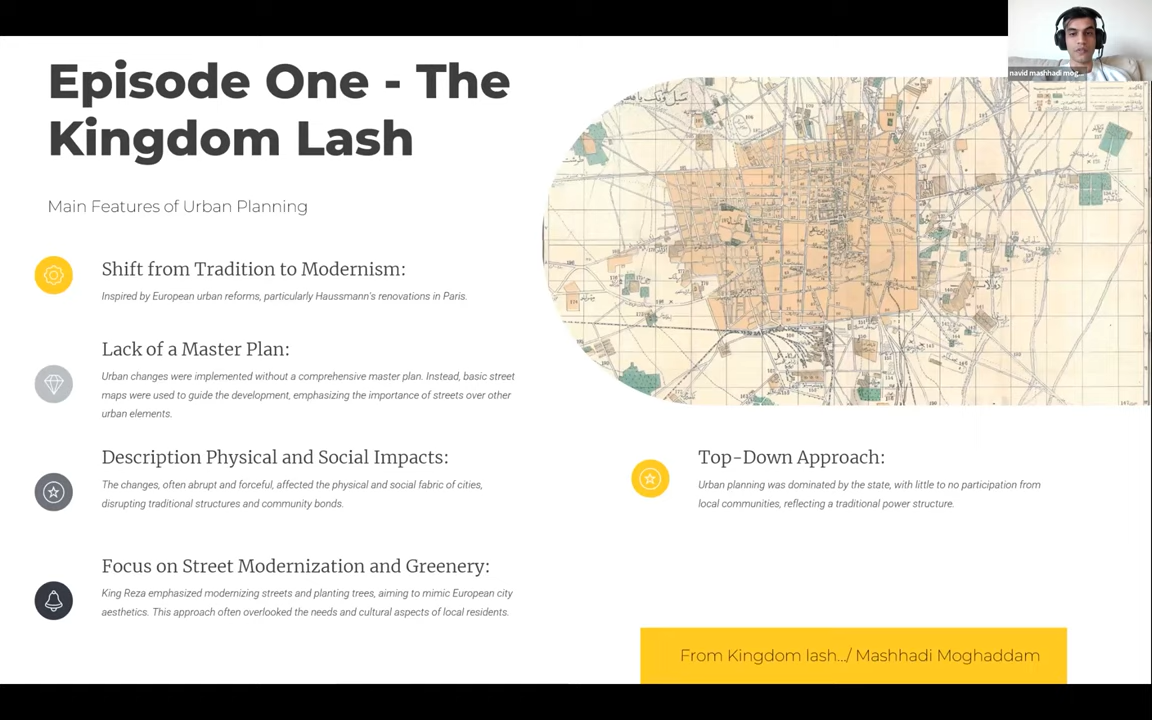 Episode One - The
Kingdom Lash
Main Features of Urban Planning
Shift from Tradition to Modernism:
Inspired by European urban reforms, particularly Haussmann's renovations in Paris.
Lack of a Master Plan:
Urban changes were implemented without a comprehensive master plan. Instead, basic street
maps were used to guide the development, emphasizing the importance of streets over other
urban elements.
Description Physical and Social Impacts:
The changes, often abrupt and forceful, affected the physical and social fabric of cities,
disrupting traditional structures and community bonds.
Focus on Street Modernization and Greenery:
King Reza emphasized modernizing streets and planting trees, aiming to mimic European city
aesthetics. This approach often overlooked the needs and cultural aspects of local residents.
navid mashhadi mog...
Top-Down Approach:
Urban planning was dominated by the state, with little to no participation from
local communities, reflecting a traditional power structure.
From Kingdom lash.../ Mashhadi Moghaddam